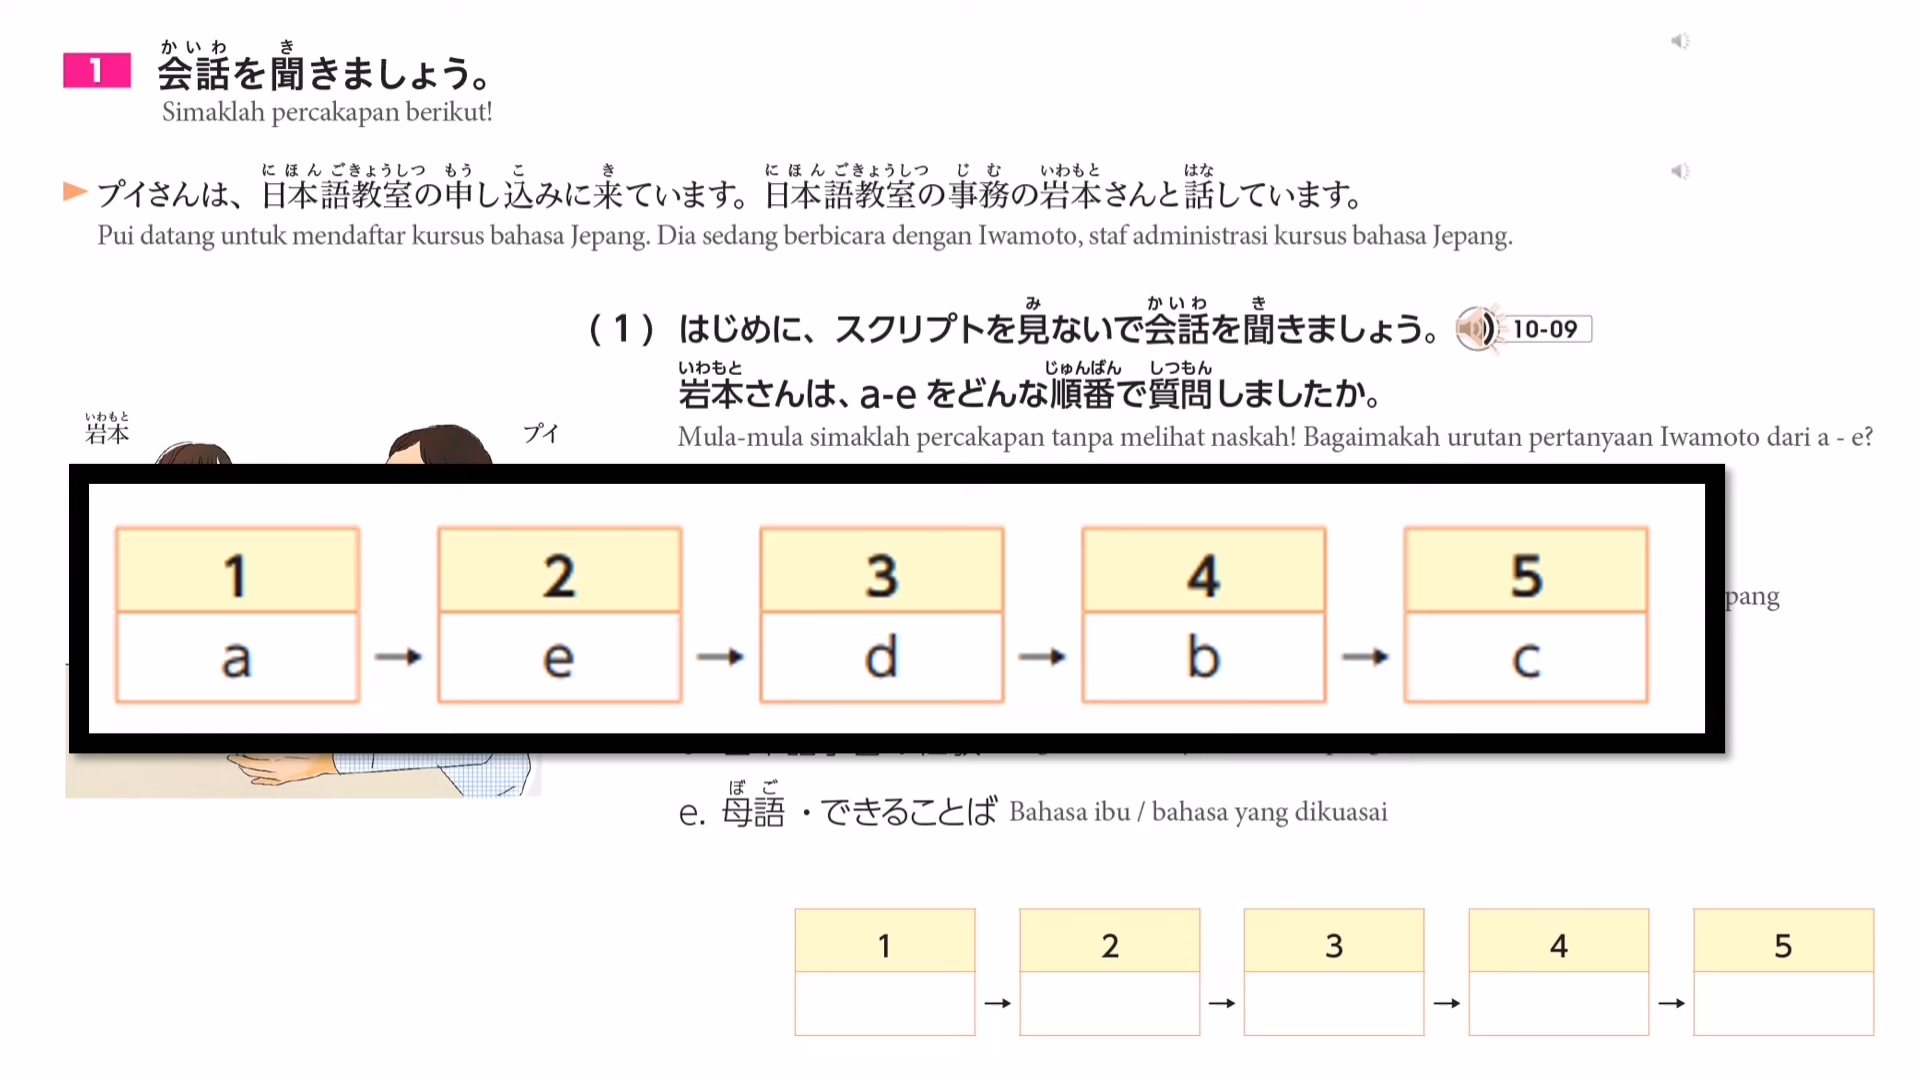 1 会話を聞きましょう。
Simaklah percakapan berikut!
プイさんは、日本語教室の申し込みに来ています。日本語教室の事務の岩本さんと話しています。
Pui datang untuk mendaftar kursus bahasa Jepang. Dia sedang berbicara dengan Iwamoto, staf administrasi kursus bahasa Jepang.
(1) はじめに、スクリプトを見ないで会話を聞きましょう。 10-09
岩本さんは、a-e をどんな順番で質問しましたか。
Mula-mula simaklah percakapan tanpa melihat naskah! Bagaimakah urutan pertanyaan Iwamoto dari a - e?
岩本 プイ
1 2 3 4 5
a → e → d → b → c
pang
e. 母語・できることば Bahasa ibu / bahasa yang dikuasai
1 2 3 4 5
→ → → →